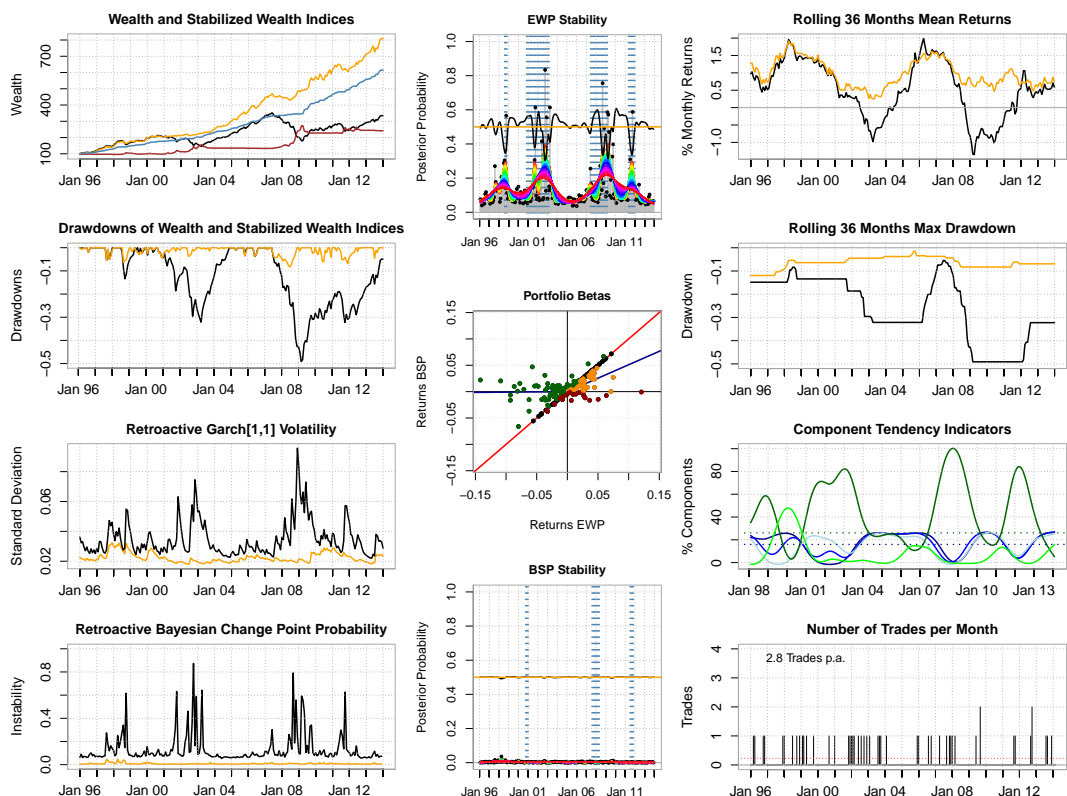 Wealth and Stabilized Wealth Indices
Wealth
100 400 700
Jan 96 Jan 00 Jan 04 Jan 08 Jan 12
Drawdowns of Wealth and Stabilized Wealth Indices
Drawdowns
−0.5 −0.3 −0.1
Jan 96 Jan 00 Jan 04 Jan 08 Jan 12
Retroactive Garch[1,1] Volatility
Standard Deviation
0.02 0.06
Jan 96 Jan 00 Jan 04 Jan 08 Jan 12
Retroactive Bayesian Change Point Probability
Instability
0.0 0.4 0.8
Jan 96 Jan 00 Jan 04 Jan 08 Jan 12
EWP Stability
Posterior Probability
0.0 0.2 0.4 0.6 0.8 1.0
Jan 96 Jan 01 Jan 06 Jan 11
Portfolio Betas
Returns BSP
−0.15 −0.05 0.05 0.15
−0.15 −0.05 0.05 0.15
Returns EWP
BSP Stability
Posterior Probability
0.0 0.2 0.4 0.6 0.8 1.0
Jan 96 Jan 01 Jan 06 Jan 11
Rolling 36 Months Mean Returns
% Monthly Returns
−1.0 0.0 0.5 1.5
Jan 96 Jan 00 Jan 04 Jan 08 Jan 12
Rolling 36 Months Max Drawdown
Drawdown
−0.5 −0.3 −0.1
Jan 96 Jan 00 Jan 04 Jan 08 Jan 12
Component Tendency Indicators
% Components
0 40 80
Jan 98 Jan 01 Jan 04 Jan 07 Jan 10 Jan 13
Number of Trades per Month
Trades
0 1 2 3 4
2.8 Trades p.a.
Jan 96 Jan 00 Jan 04 Jan 08 Jan 12